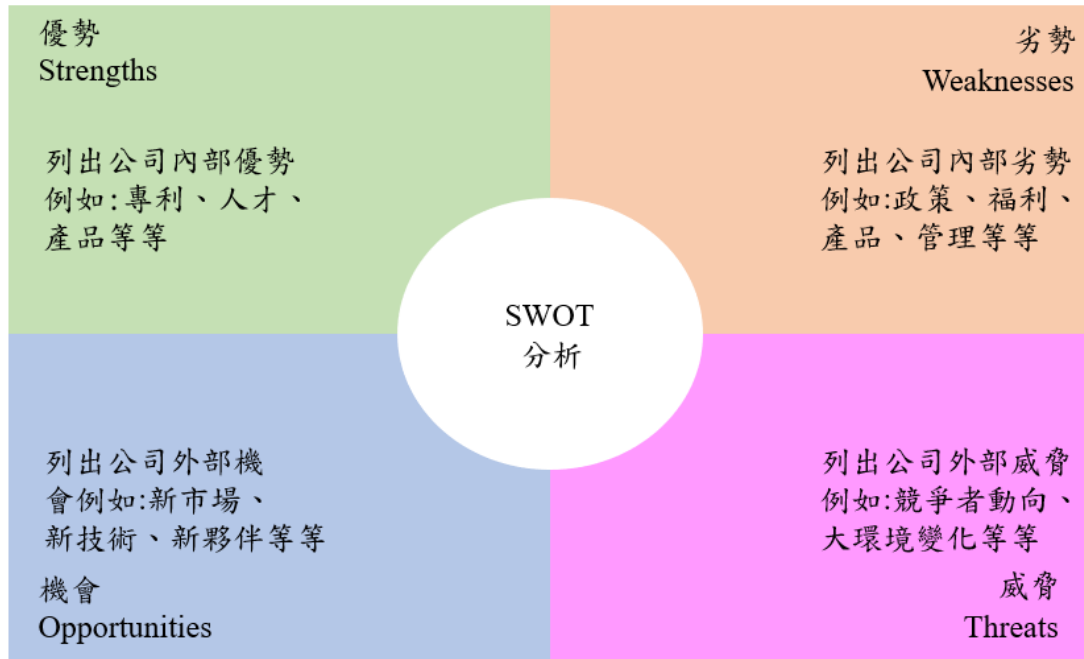 優勢
Strengths
列出公司內部優勢
例如:專利、人才、
產品等等
劣勢
Weaknesses
列出公司內部劣勢
例如:政策、福利、
產品、管理等等
SWOT
分析
列出公司外部機
會例如:新市場、
新技術、新夥伴等等
機會
Opportunities
列出公司外部威脅
例如:競爭者動向、
大環境變化等等
威脅
Threats